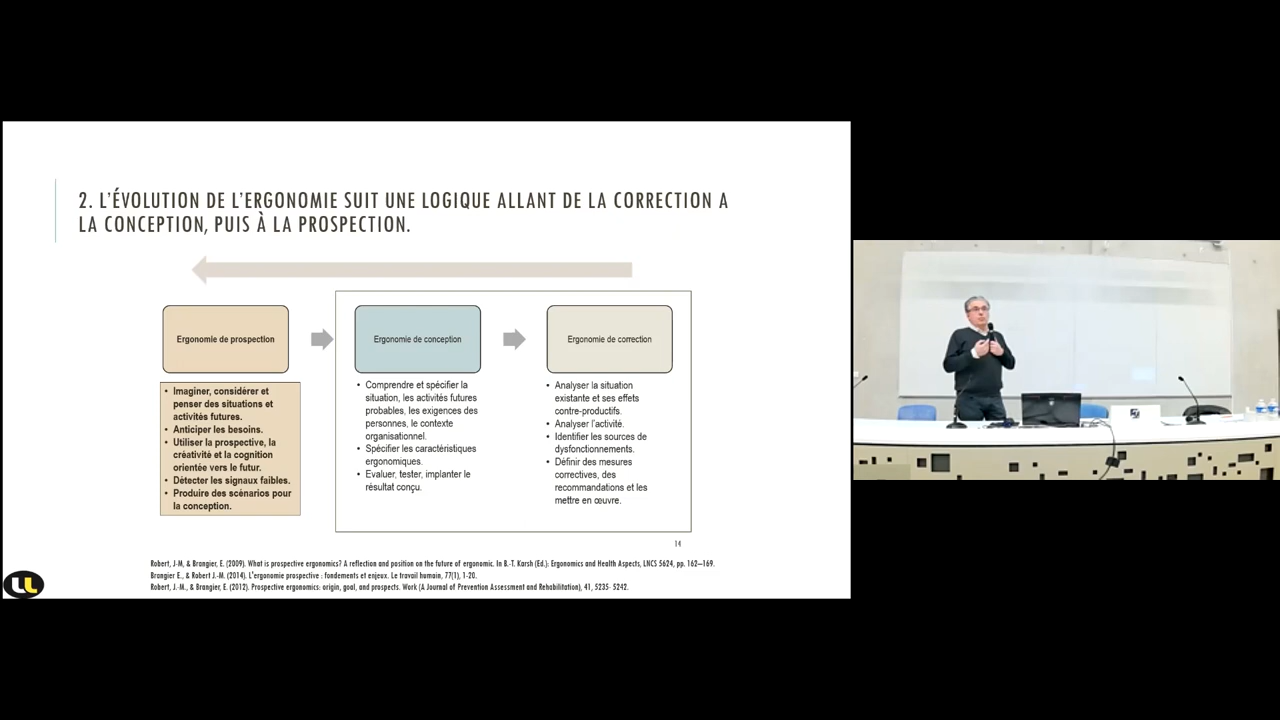 2. L'ÉVOLUTION DE L'ERGONOMIE SUIT UNE LOGIQUE ALLANT DE LA CORRECTION A
LA CONCEPTION, PUIS À LA PROSPECTION.
Ergonomie de prospection
• Imaginer, considérer et
penser des situations et
activités futures.
• Anticiper les besoins.
• Utiliser la prospective, la
créativité et la cognition
orientée vers le futur.
• Détecter les signaux faibles.
• Produire des scénarios pour
la conception.
Ergonomie de conception
• Comprendre et spécifier la
situation, les activités futures
probables, les exigences des
personnes, le contexte
organisationnel.
• Spécifier les caractéristiques
ergonomiques.
• Evaluer, tester, implanter le
résultat conçu.
Ergonomie de correction
• Analyser la situation
existante et ses effets
contre-productifs.
• Analyser l'activité.
• Identifier les sources de
dysfonctionnements.
• Définir des mesures
correctives, des
recommandations et les
mettre en œuvre.
14
Robert, J-M, & Brangier, E. (2009). What is prospective ergonomics? A reflection and position on the future of ergonomic. In B.-T. Karsh (Ed.): Ergonomics and Health Aspects, LNCS 5624, pp. 162–169.
Brangier E., & Robert J.-M. (2014). L'ergonomie prospective : fondements et enjeux. Le travail humain, 77(1), 1-20.
Robert, J.-M., & Brangier, E. (2012). Prospective ergonomics: origin, goal, and prospects. Work (A Journal of Prevention Assessment and Rehabilitation), 41, 5235- 5242.